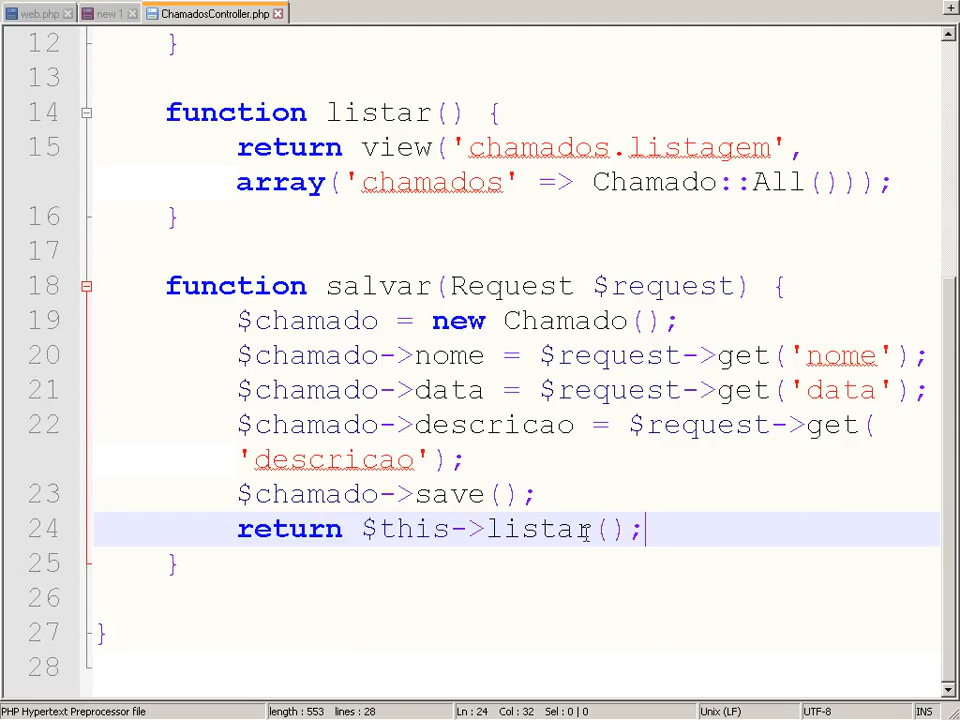 web.php new 1 ChamadosController.php
12 }
13
14 function listar() {
15 return view('chamados.listagem',
array('chamados' => Chamado::All()));
16 }
17
18 function salvar(Request $request) {
19 $chamado = new Chamado();
20 $chamado->nome = $request->get('nome');
21 $chamado->data = $request->get('data');
22 $chamado->descricao = $request->get(
'descricao');
23 $chamado->save();
24 return $this->listar();
25 }
26
27 }
28
PHP Hypertext Preprocessor file length : 553 lines : 28 Ln : 24 Col : 32 Sel : 0 | 0 Unix (LF) UTF-8 INS